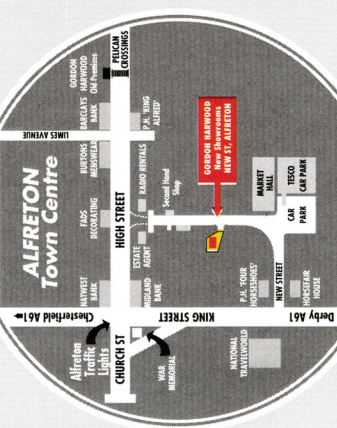 ALFRETON
Town Centre
PELICAN
CROSSINGS
GORDON
HARWOOD
Old Premises
BARCLAYS
BANK
P.H. 'KING
ALFRED'
LIMES AVENUE
BURTONS
MENSWEAR
RADIO RENTALS
Second Hand
Shop
FADS
DECORATING
HIGH STREET
ESTATE
AGENT
NATWEST
BANK
MIDLAND
BANK
GORDON HARWOOD
New Showrooms
NEW ST, ALFRETON
MARKET
HALL
TESCO
CAR PARK
CAR
PARK
NEW STREET
P.H. 'FOUR
HORSESHOES'
HORSEFAIR
HOUSE
Chesterfield A61
KING STREET
Derby A61
Alfreton
Traffic
Lights
CHURCH ST
WAR
MEMORIAL
NATIONAL
TRAVELWORLD